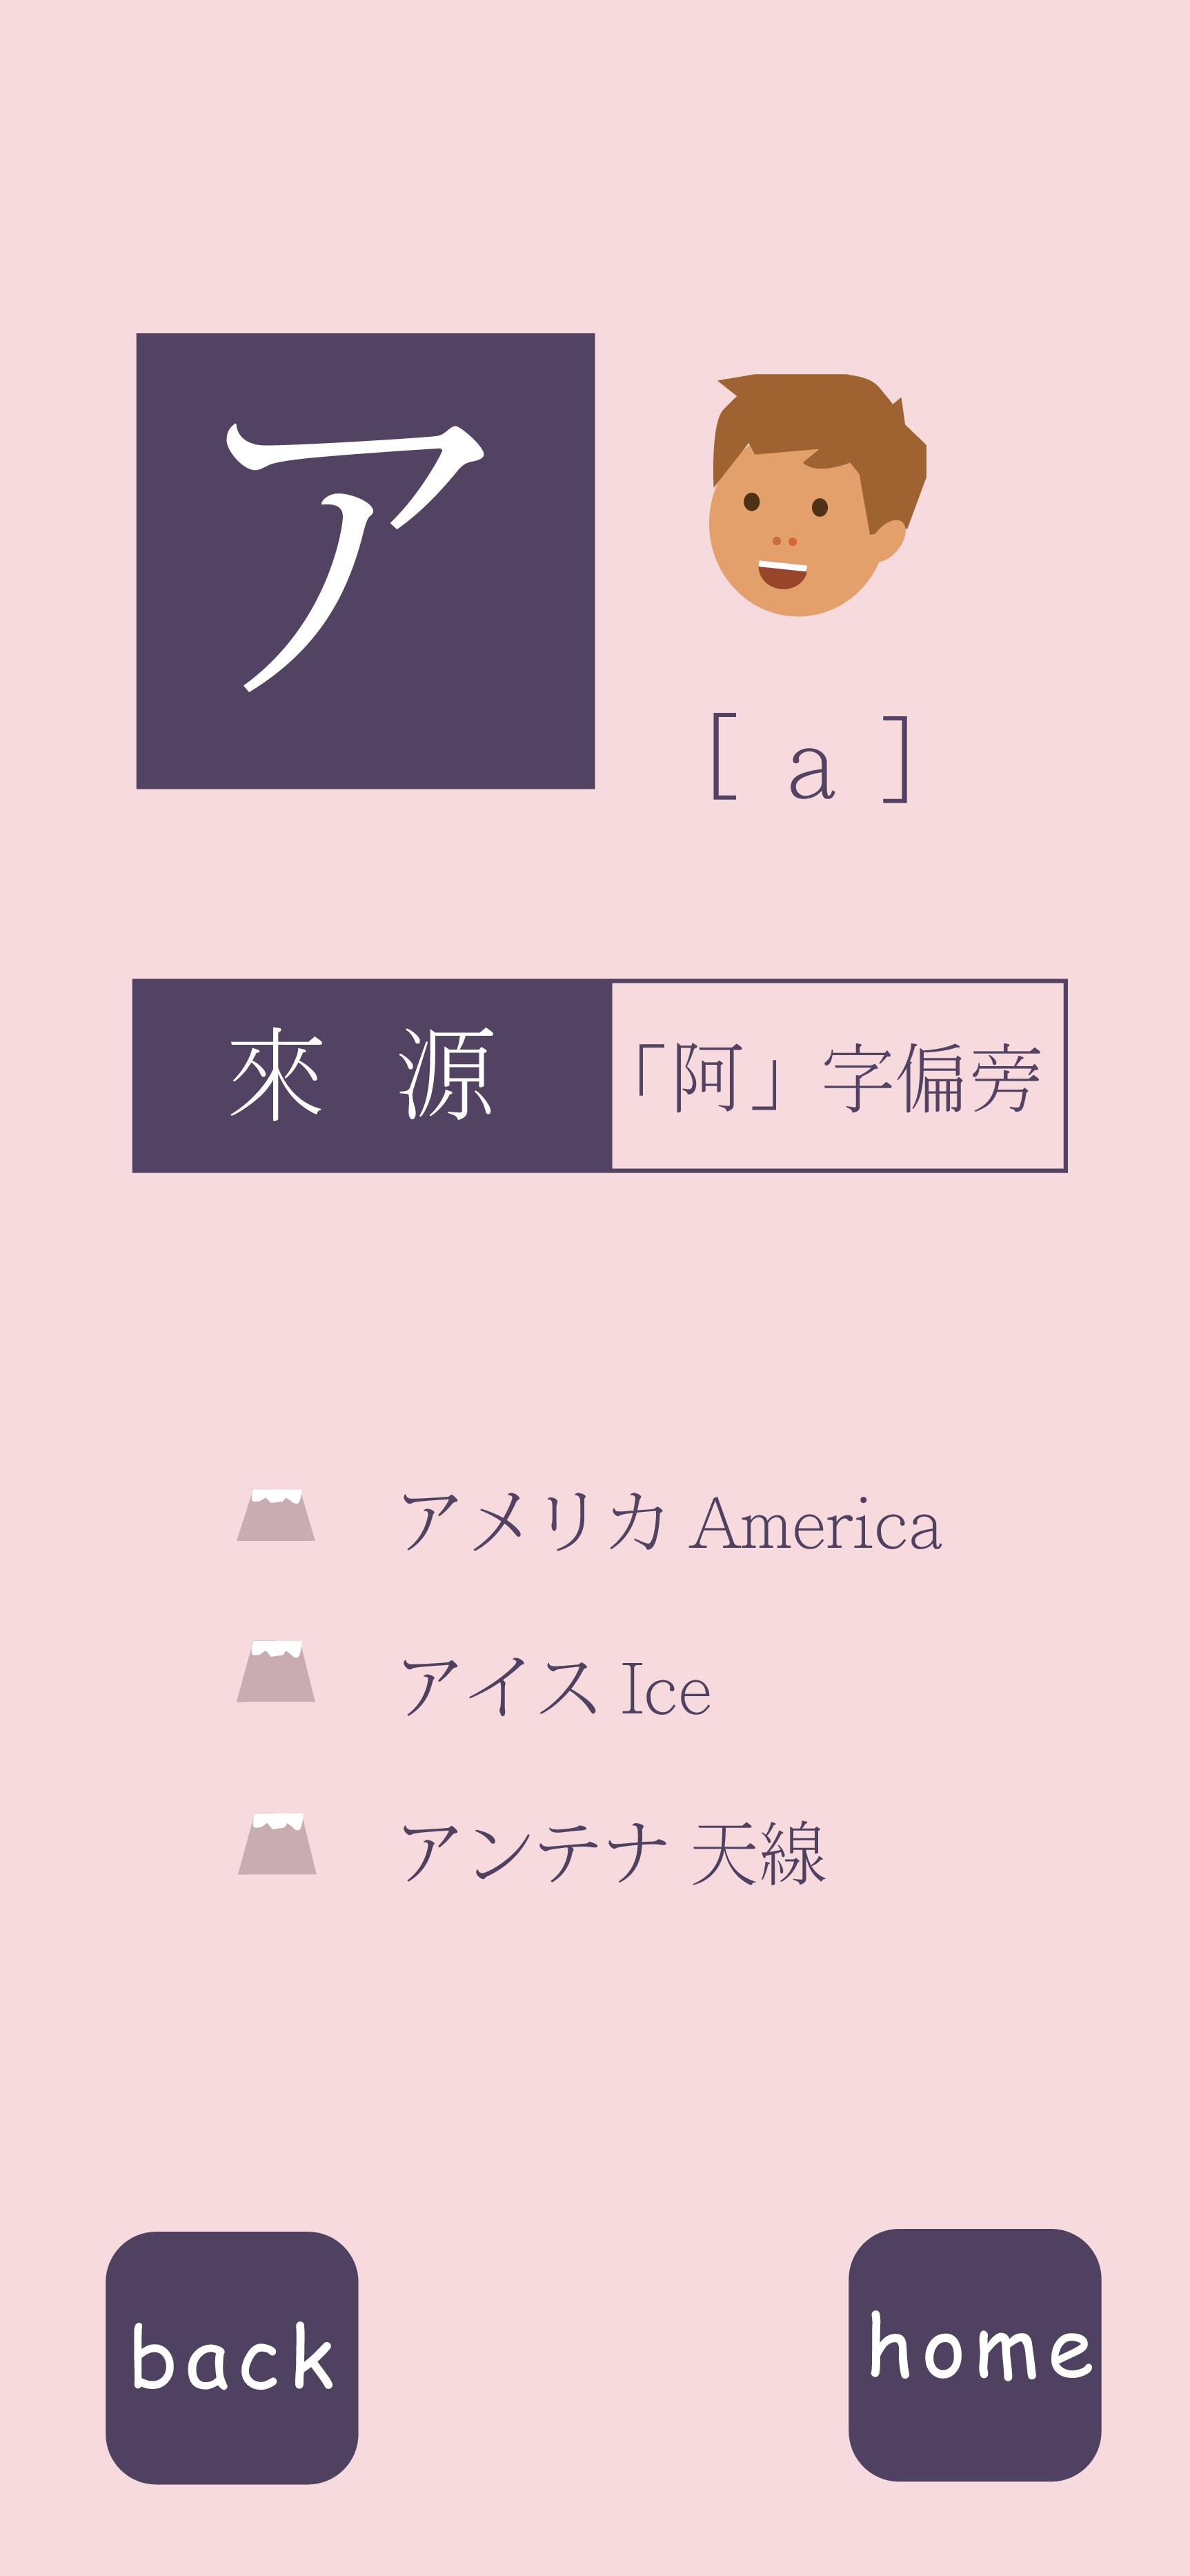 ア
[ a ]
來 源
「阿」字偏旁
アメリカ America
アイス Ice
アンテナ 天線
back
home